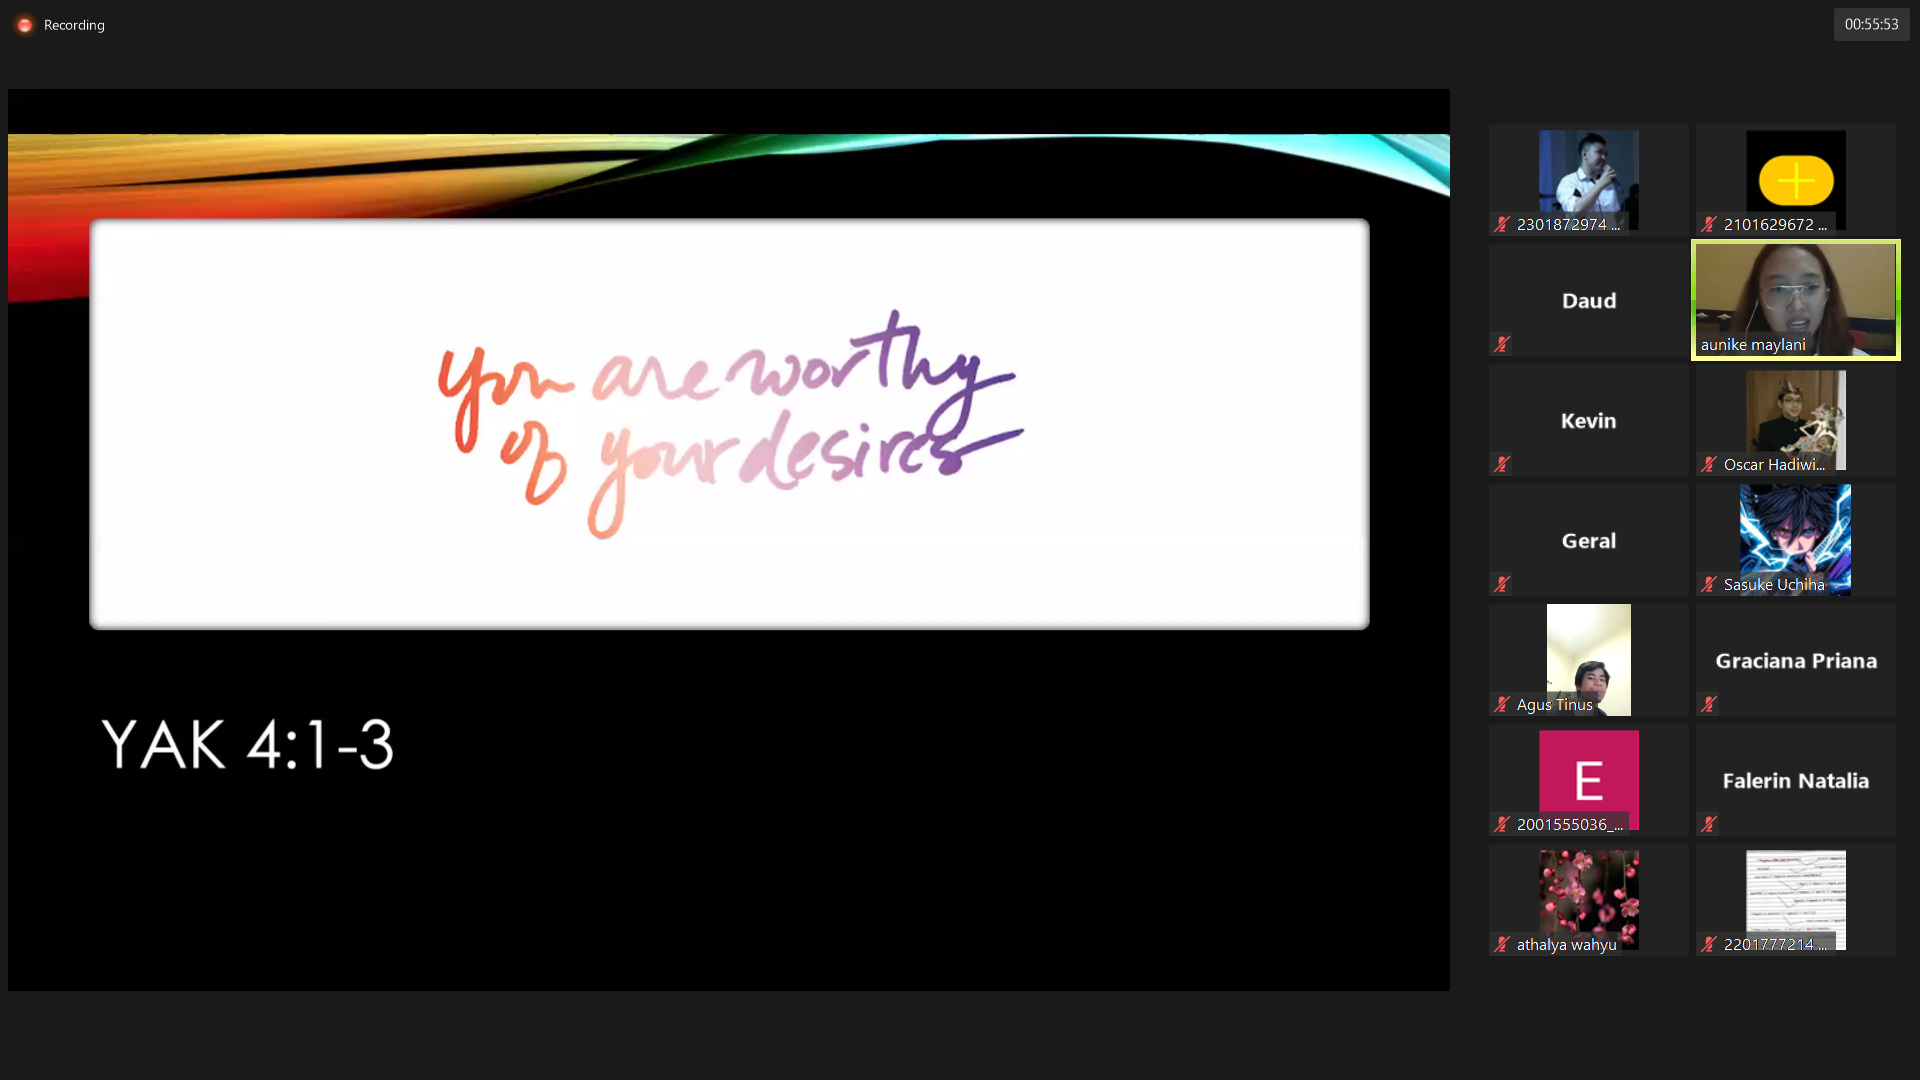 Recording
00:55:53
you are worthy
of your desires
YAK 4:1-3
2301872974 ...
2101629672 ...
Daud
aunike maylani
Kevin
Oscar Hadiwi...
Geral
Sasuke Uchiha
Agus Tinus
Graciana Priana
E
2001555036_...
Falerin Natalia
athalya wahyu
2201777214 ...